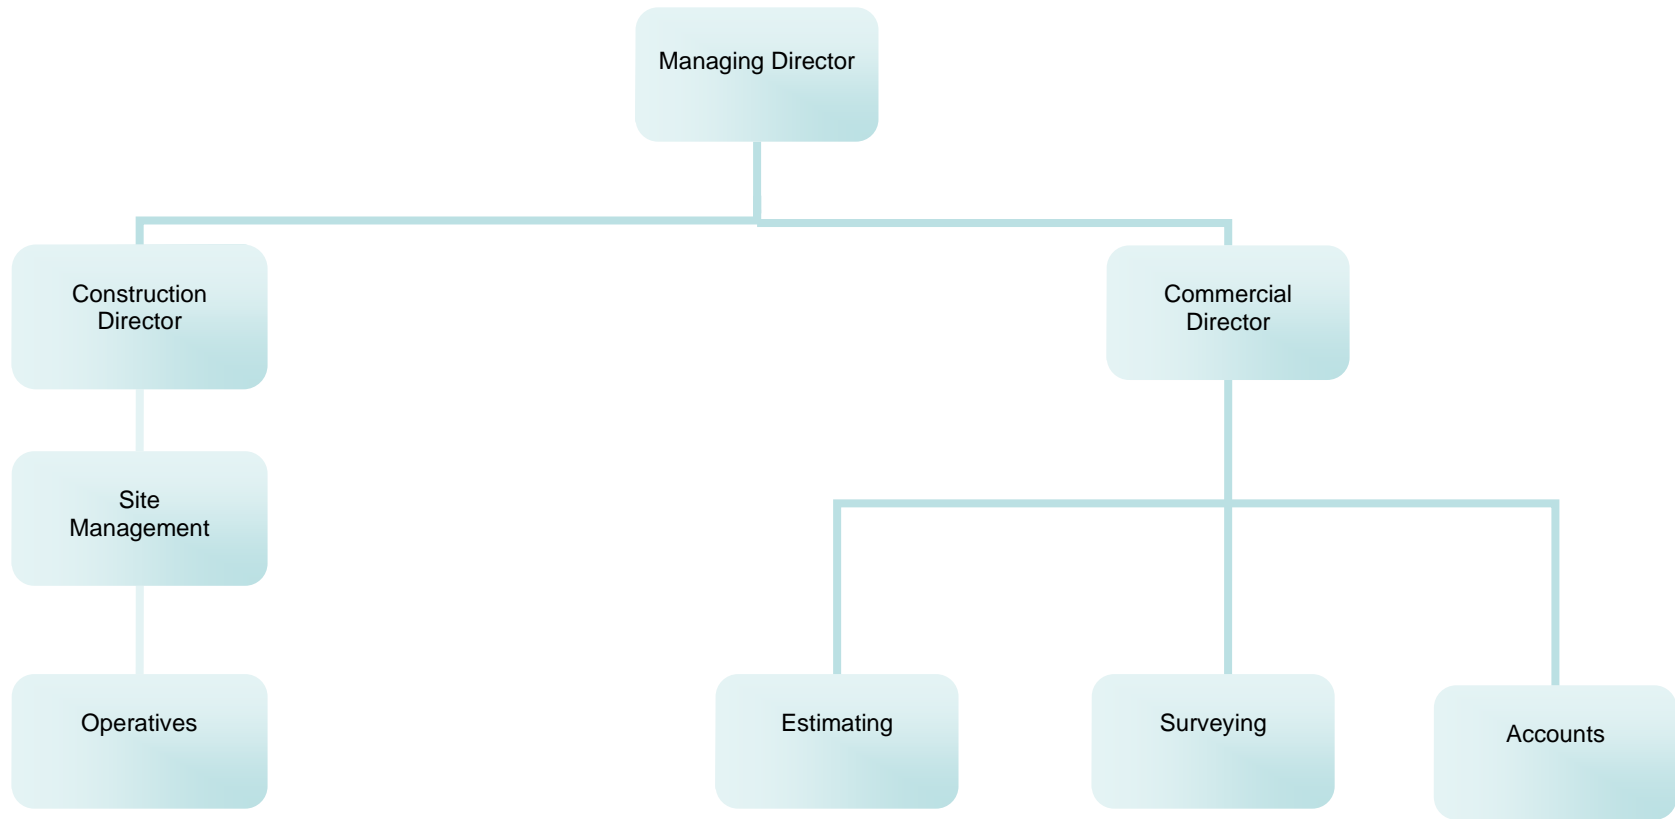 Managing Director
Construction
Director
Commercial
Director
Site
Management
Operatives
Estimating
Surveying
Accounts